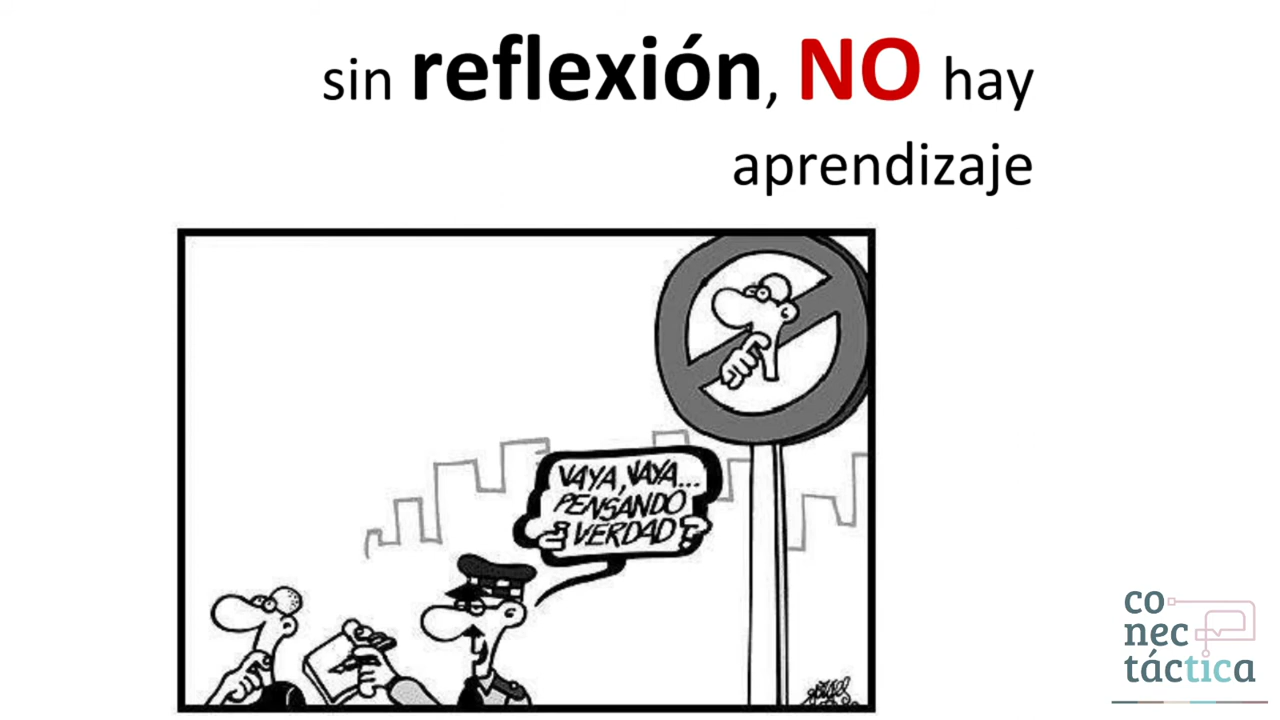 sin reflexión, NO hay
aprendizaje
VAYA, VAYA...
PENSANDO
¿VERDAD?
co
nec
táctica